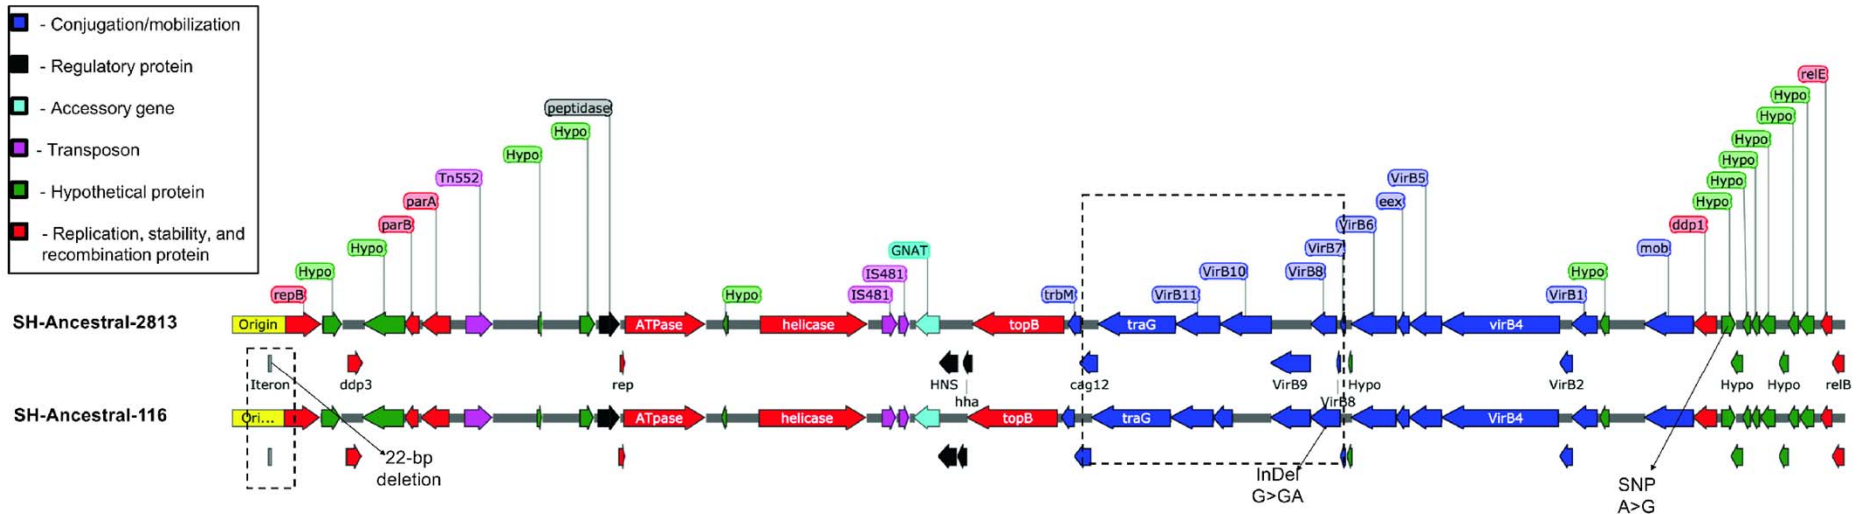 - Conjugation/mobilization
- Regulatory protein
- Accessory gene
- Transposon
- Hypothetical protein
- Replication, stability, and
recombination protein
relE
Hypo
peptidase
Hypo
Hypo
Hypo
Hypo
Hypo
Tn552
VirB5
Hypo
parA
eex
Hypo
parB
VirB6
ddp1
Hypo
GNAT
VirB7
mob
Hypo
IS481
VirB10
VirB8
Hypo
repB
IS481
Hypo
trbM
VirB11
VirB1
SH-Ancestral-2813
Origin
ATPase
helicase
topB
traG
virB4
Iteron
ddp3
rep
HNS
cag12
VirB9
Hypo
VirB2
Hypo
Hypo
relB
hha
VirB8
SH-Ancestral-116
Ori...
ATPase
helicase
topB
traG
VirB4
22-bp
deletion
InDel
G>GA
SNP
A>G